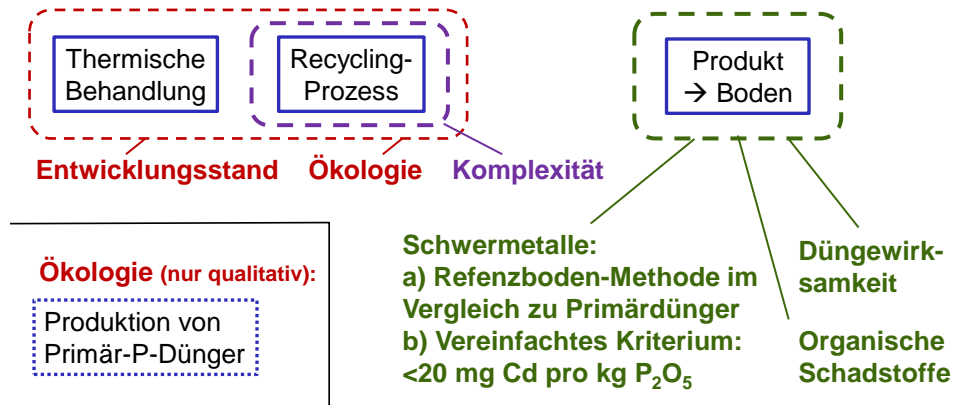 Thermische
Behandlung
Recycling-
Prozess
Produkt
→ Boden
Entwicklungsstand
Ökologie
Komplexität
Ökologie (nur qualitativ):
Produktion von
Primär-P-Dünger
Schwermetalle:
a) Refenzboden-Methode im
Vergleich zu Primärdünger
b) Vereinfachtes Kriterium:
<20 mg Cd pro kg P₂O₅
Düngewirk-
samkeit
Organische
Schadstoffe